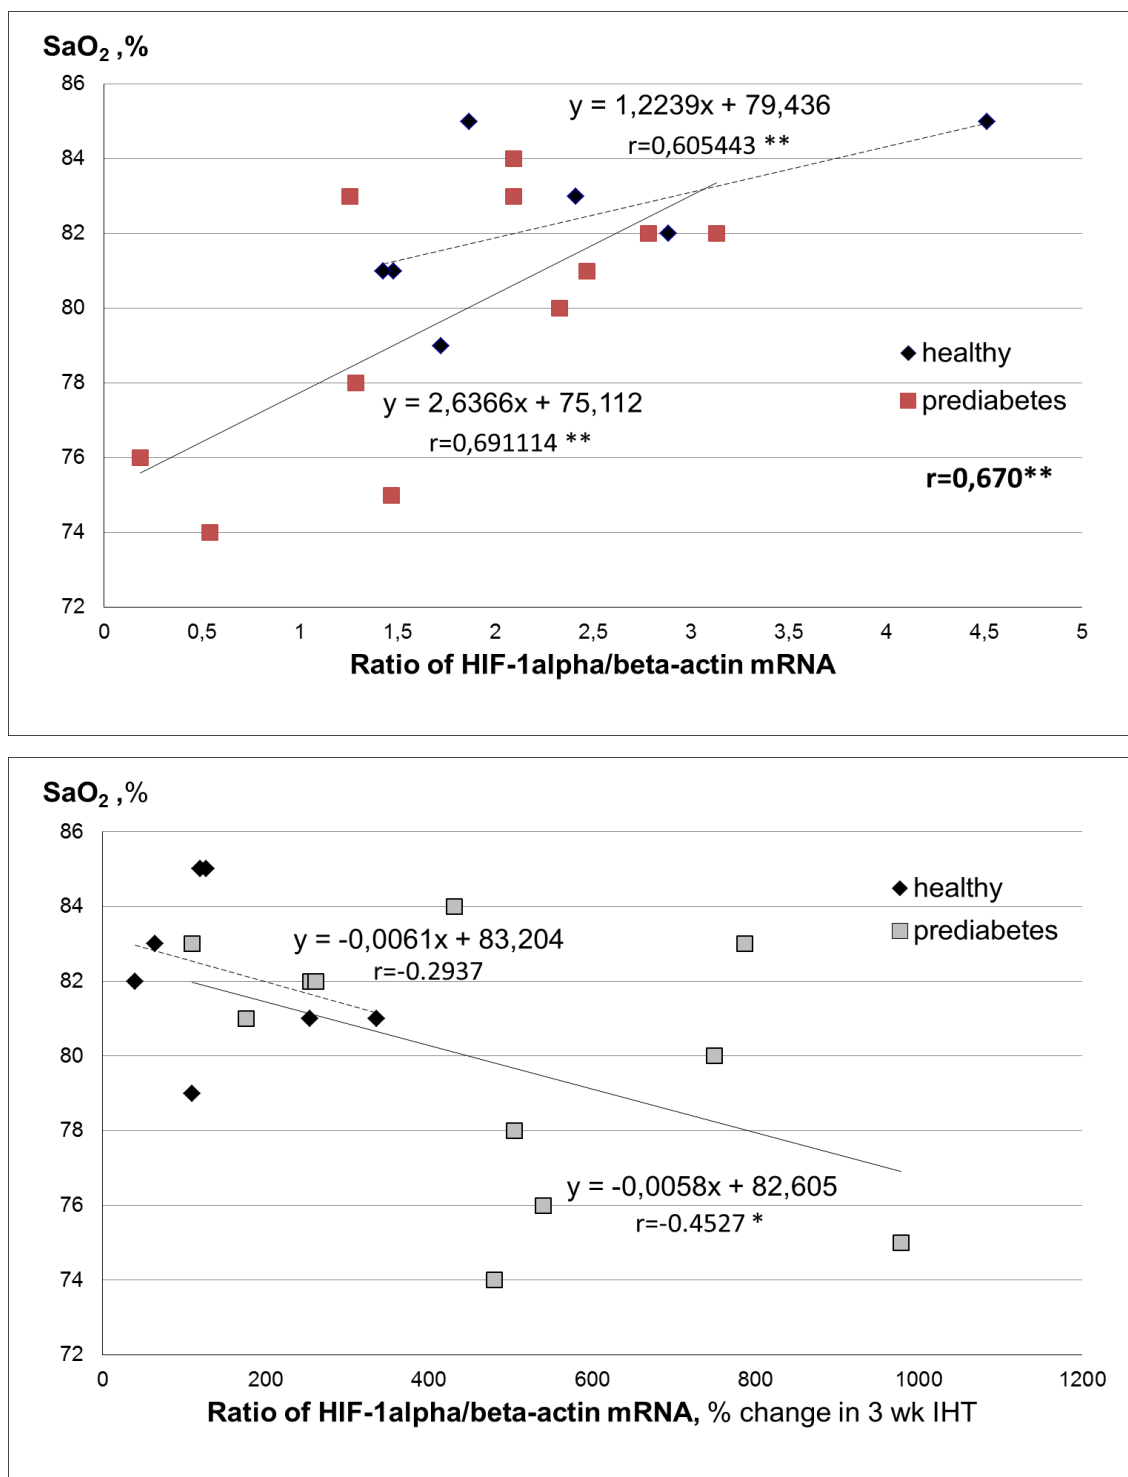 SaO₂ ,%
86
y = 1,2239x + 79,436
r=0,605443 **
84
82
80
healthy
78
prediabetes
y = 2,6366x + 75,112
r=0,691114 **
76
r=0,670**
74
72
0 0,5 1 1,5 2 2,5 3 3,5 4 4,5 5
Ratio of HIF-1alpha/beta-actin mRNA
SaO₂ ,%
86
healthy
84
prediabetes
y = -0,0061x + 83,204
r=-0.2937
82
80
78
y = -0,0058x + 82,605
76
r=-0.4527 *
74
72
0 200 400 600 800 1000 1200
Ratio of HIF-1alpha/beta-actin mRNA, % change in 3 wk IHT